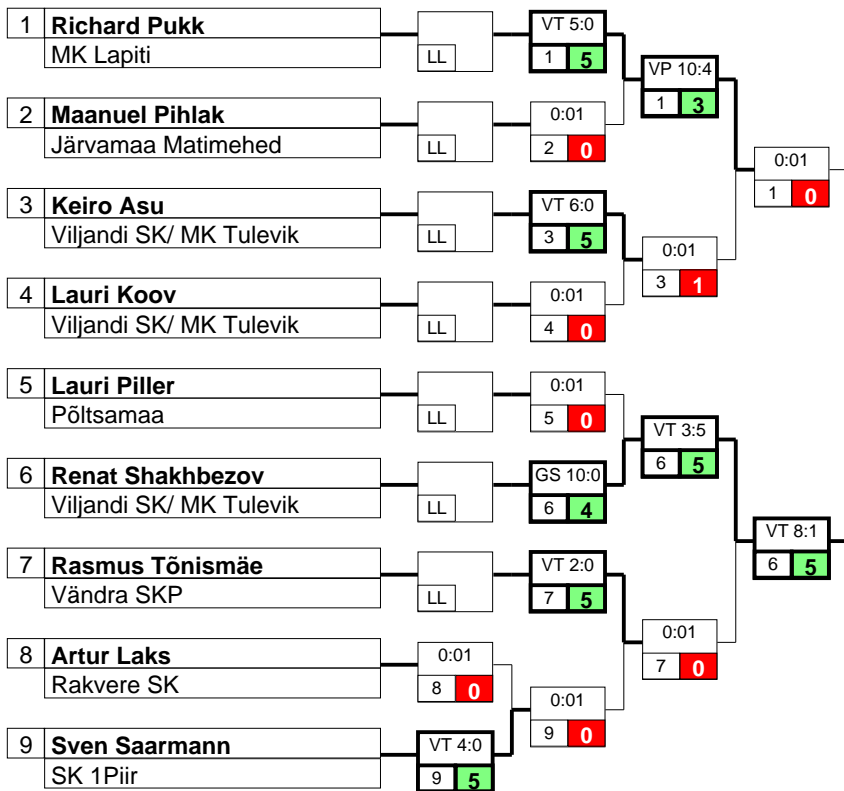 1 Richard Pukk
MK Lapiti
LL
VT 5:0
1 5
VP 10:4
1 3
2 Maanuel Pihlak
Järvamaa Matimehed
LL
0:01
2 0
0:01
1 0
3 Keiro Asu
Viljandi SK/ MK Tulevik
LL
VT 6:0
3 5
0:01
3 1
4 Lauri Koov
Viljandi SK/ MK Tulevik
LL
0:01
4 0
5 Lauri Piller
Põltsamaa
LL
0:01
5 0
VT 3:5
6 5
6 Renat Shakhbezov
Viljandi SK/ MK Tulevik
LL
GS 10:0
6 4
VT 8:1
6 5
7 Rasmus Tõnismäe
Vändra SKP
LL
VT 2:0
7 5
0:01
7 0
8 Artur Laks
Rakvere SK
0:01
8 0
0:01
9 0
9 Sven Saarmann
SK 1Piir
VT 4:0
9 5